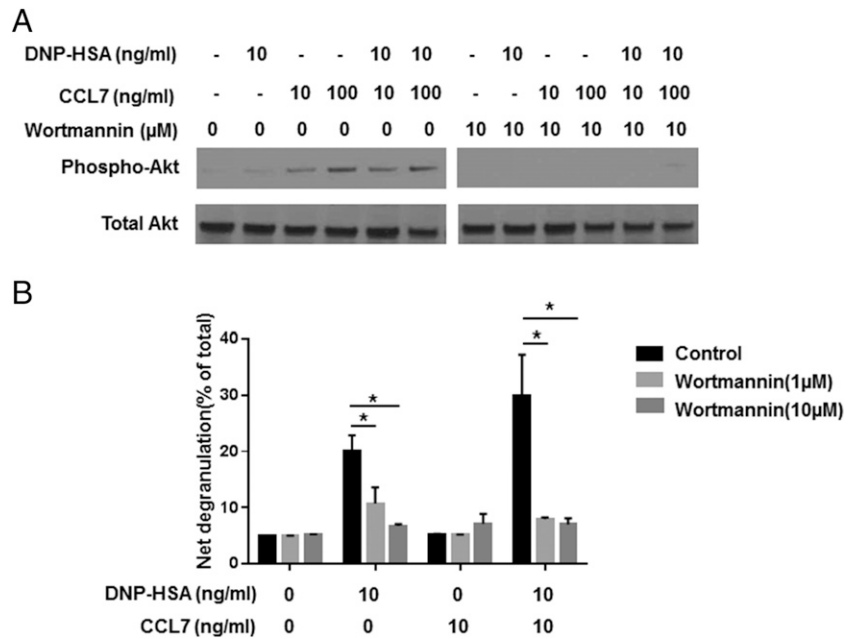 A
DNP-HSA (ng/ml) - 10 - - 10 10 - 10 - - 10 10
CCL7 (ng/ml) - - 10 100 10 100 - - 10 100 10 100
Wortmannin (µM) 0 0 0 0 0 0 10 10 10 10 10 10
Phospho-Akt
Total Akt
B
Net degranulation(% of total)
40
30
20
10
0
* * * *
Control
Wortmannin(1µM)
Wortmannin(10µM)
DNP-HSA (ng/ml) 0 10 0 10
CCL7 (ng/ml) 0 0 10 10